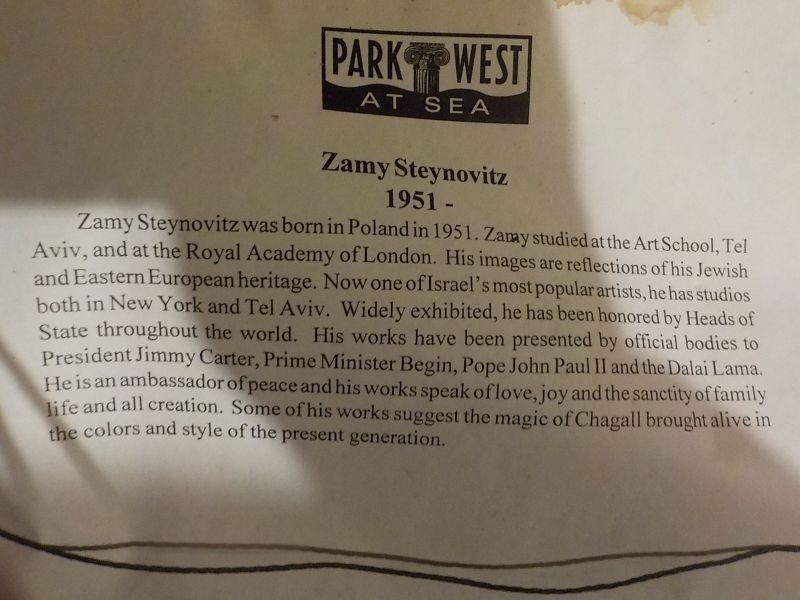 PARK WEST
AT SEA
Zamy Steynovitz
1951 -
Zamy Steynovitz was born in Poland in 1951. Zamy studied at the Art School, Tel
Aviv, and at the Royal Academy of London. His images are reflections of his Jewish
and Eastern European heritage. Now one of Israel's most popular artists, he has studios
both in New York and Tel Aviv. Widely exhibited, he has been honored by Heads of
State throughout the world. His works have been presented by official bodies to
President Jimmy Carter, Prime Minister Begin, Pope John Paul II and the Dalai Lama.
He is an ambassador of peace and his works speak of love, joy and the sanctity of family
life and all creation. Some of his works suggest the magic of Chagall brought alive in
the colors and style of the present generation.